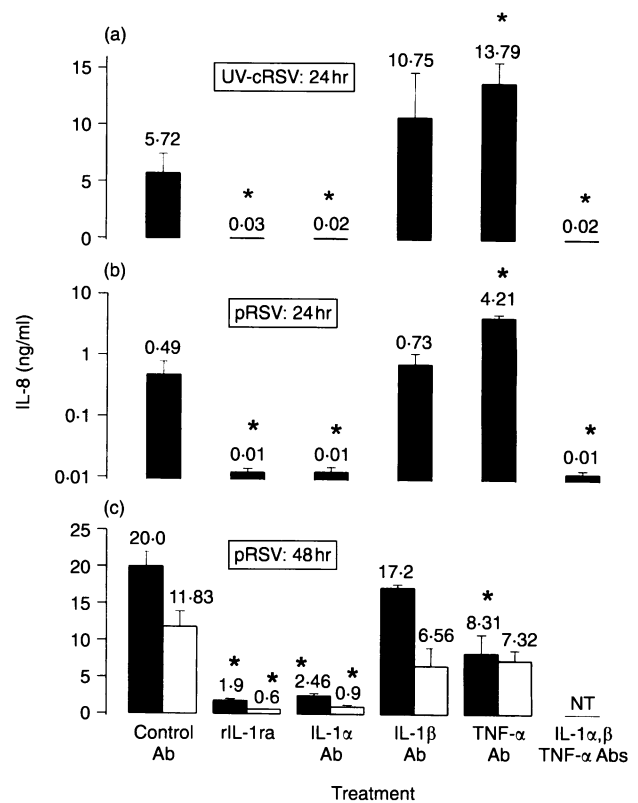 (a)
UV-cRSV: 24 hr
15
10
5
0
5·72
*
0·03
*
0·02
10·75
*
13·79
*
0·02
(b)
pRSV: 24 hr
10
1
0·1
0·01
0·49
*
0·01
*
0·01
0·73
*
4·21
*
0·01
IL-8 (ng/ml)
(c)
pRSV: 48 hr
25
20
15
10
5
0
20·0
11·83
*
1·9
*
0·6
*
2·46
*
0·9
17·2
6·56
*
8·31
7·32
NT
Control
Ab
rIL-1ra
IL-1α
Ab
IL-1β
Ab
TNF-α
Ab
IL-1α,β
TNF-α Abs
Treatment